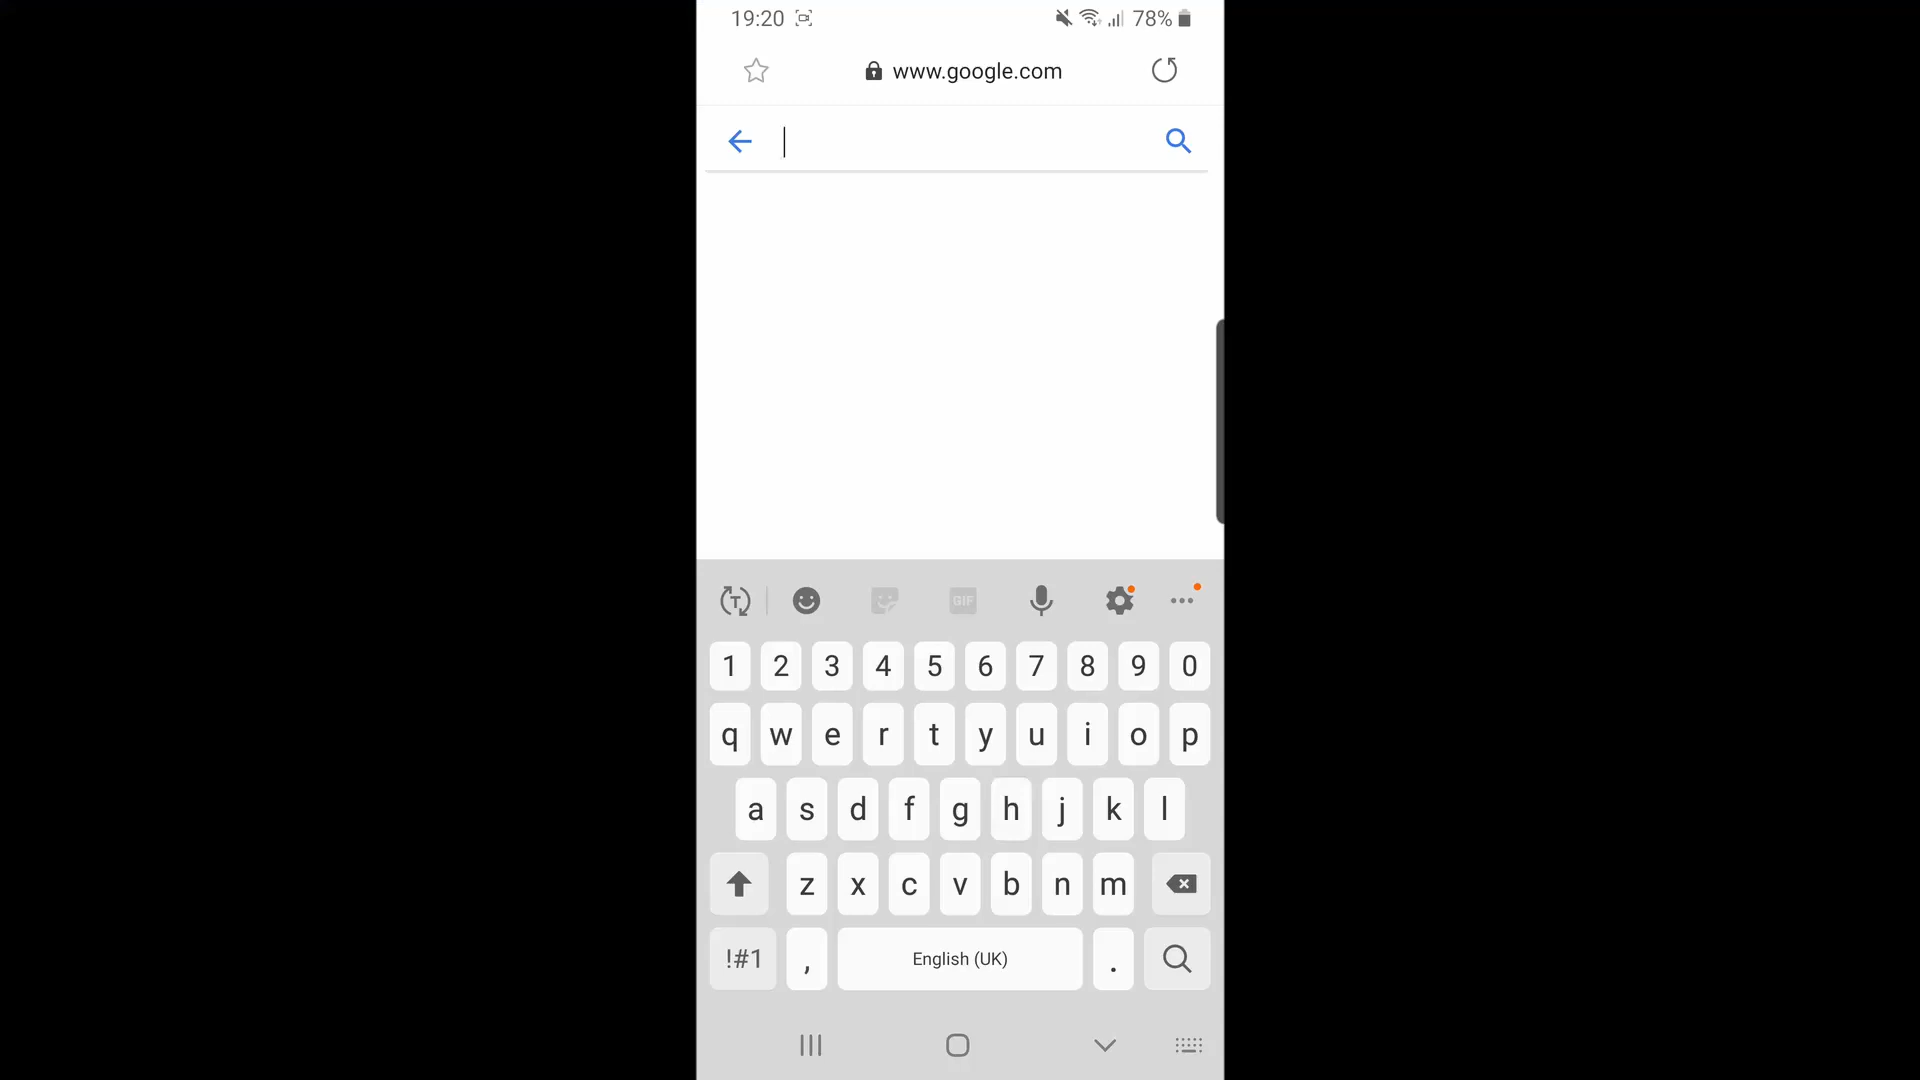 19:20 78%
www.google.com
T GIF
1 2 3 4 5 6 7 8 9 0
q w e r t y u i o p
a s d f g h j k l
z x c v b n m
!#1 , English (UK) .